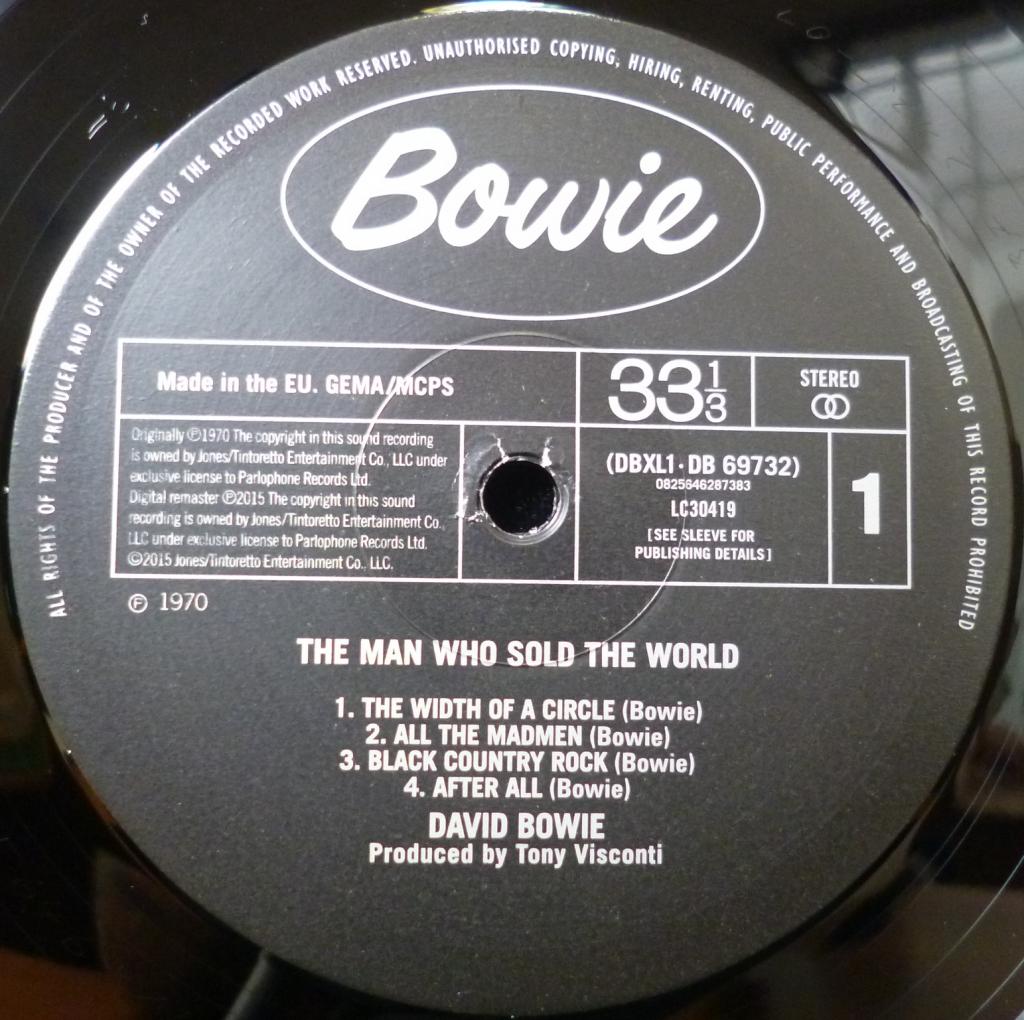 ALL RIGHTS OF THE PRODUCER AND OF THE OWNER OF THE RECORDED WORK RESERVED. UNAUTHORISED COPYING, HIRING, RENTING, PUBLIC PERFORMANCE AND BROADCASTING OF THIS RECORD PROHIBITED
Bowie
Made in the EU. GEMA/MCPS
33 1/3
STEREO
Originally ℗1970 The copyright in this sound recording
is owned by Jones/Tintoretto Entertainment Co., LLC under
exclusive license to Parlophone Records Ltd.
Digital remaster ℗2015 The copyright in this sound
recording is owned by Jones/Tintoretto Entertainment Co.,
LLC under exclusive license to Parlophone Records Ltd.
©2015 Jones/Tintoretto Entertainment Co., LLC.
(DBXL1 · DB 69732)
0825646287383
LC30419
[SEE SLEEVE FOR
PUBLISHING DETAILS]
1
℗ 1970
THE MAN WHO SOLD THE WORLD
1. THE WIDTH OF A CIRCLE (Bowie)
2. ALL THE MADMEN (Bowie)
3. BLACK COUNTRY ROCK (Bowie)
4. AFTER ALL (Bowie)
DAVID BOWIE
Produced by Tony Visconti